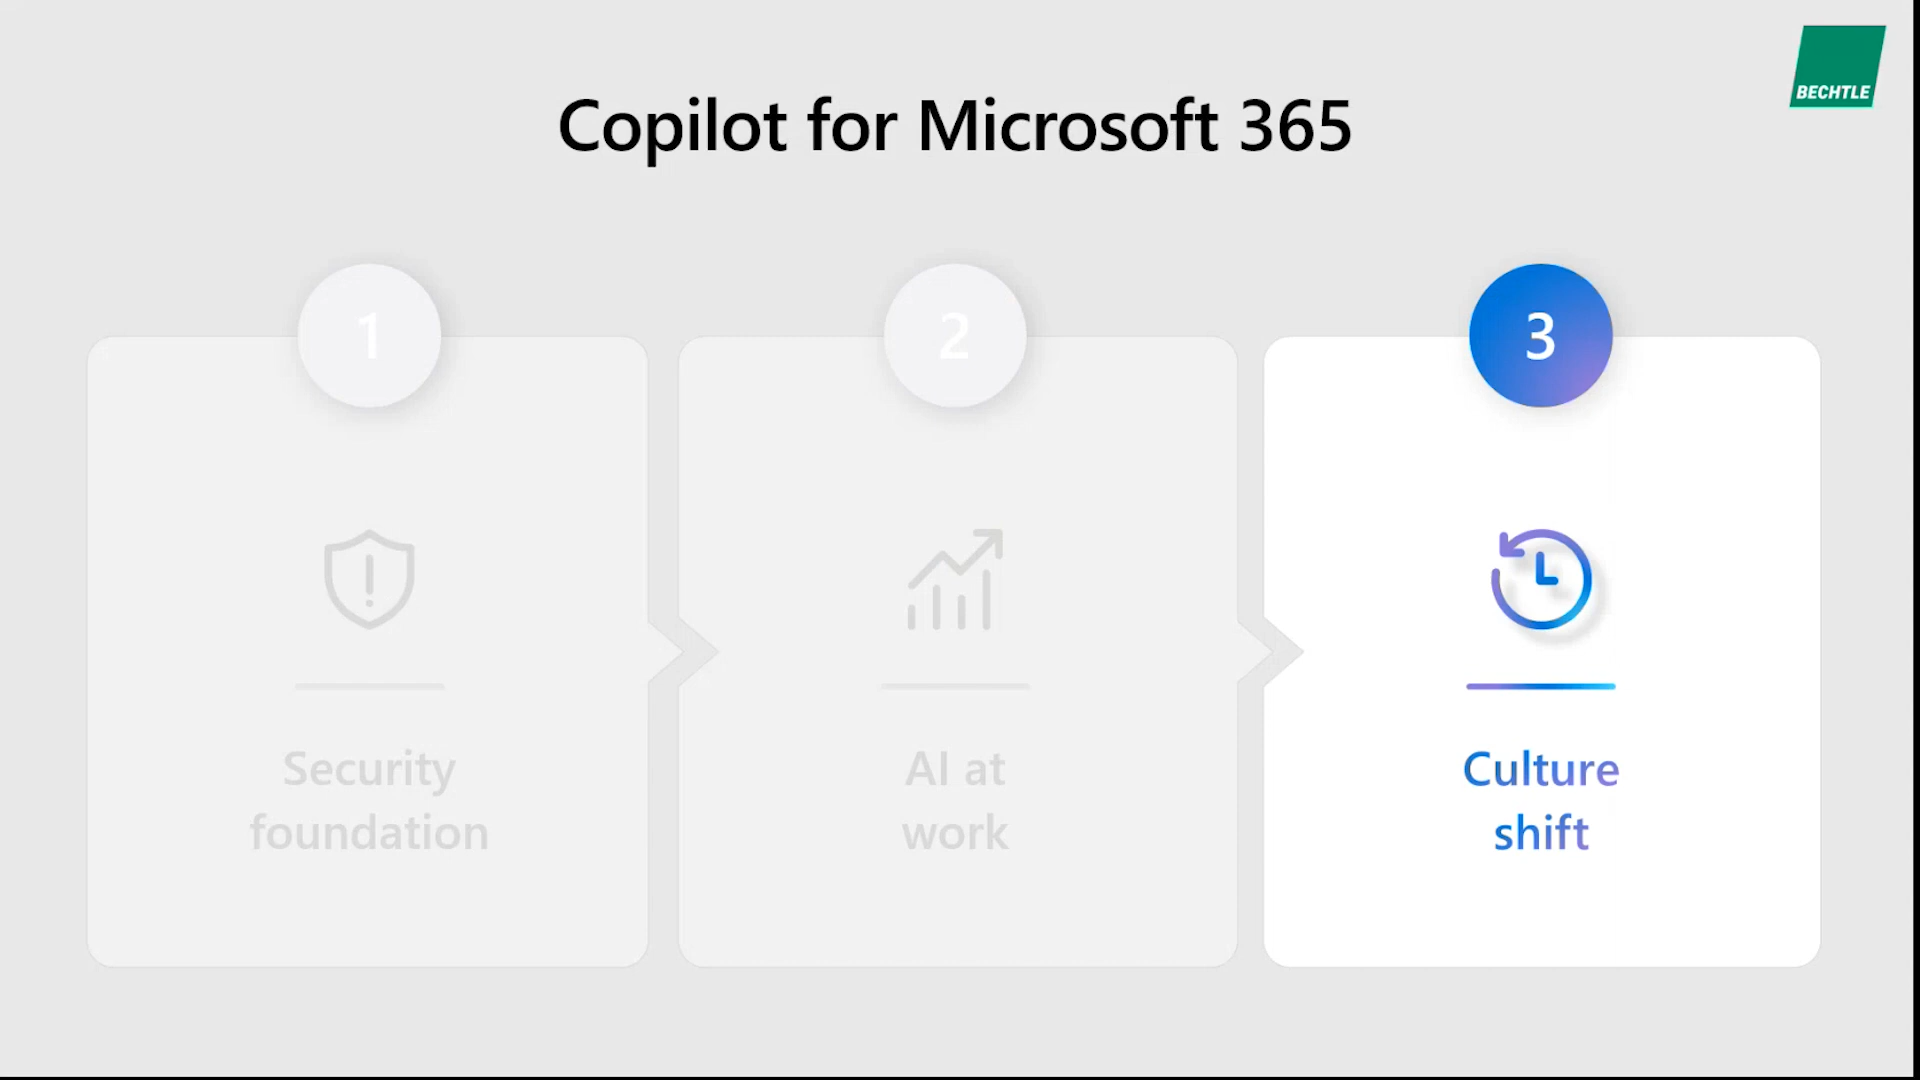 BECHTLE
Copilot for Microsoft 365
1
Security
foundation
2
AI at
work
3
Culture
shift